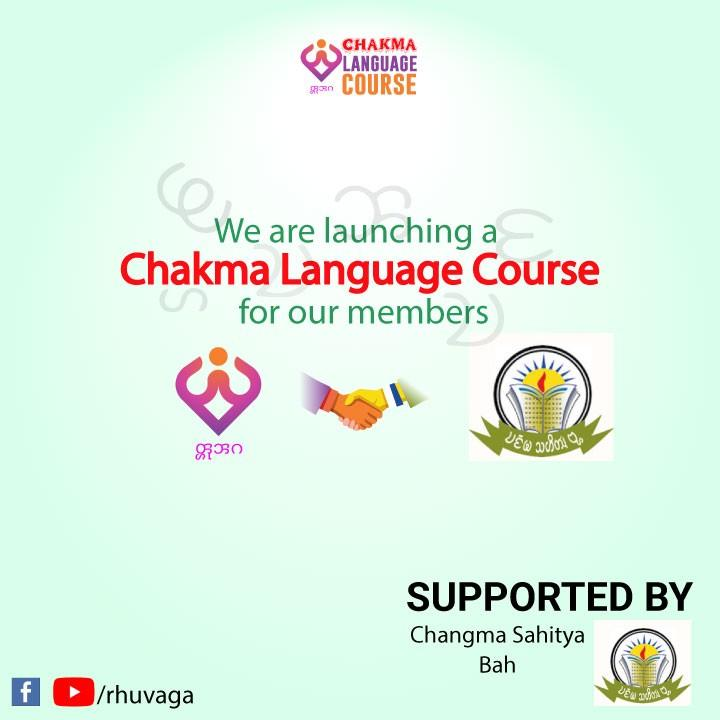 CHAKMA
LANGUAGE
COURSE
We are launching a
Chakma Language Course
for our members
SUPPORTED BY
Changma Sahitya
Bah
/rhuvaga